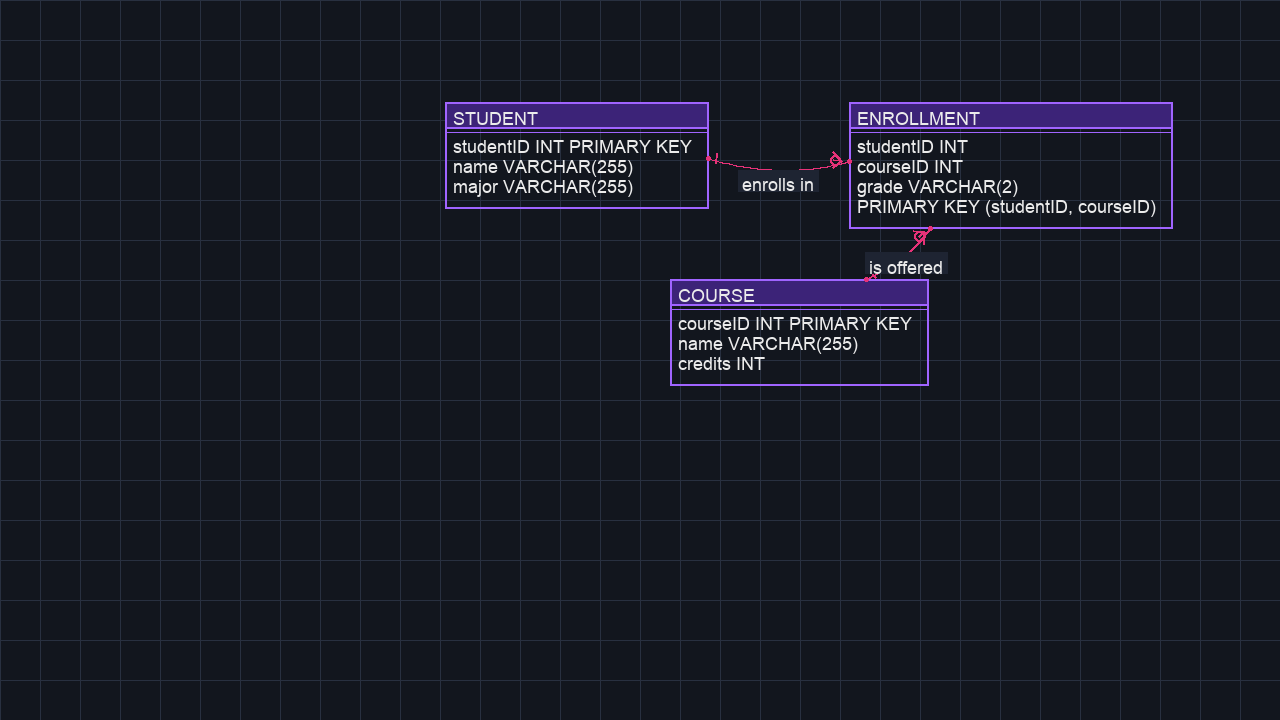 STUDENT
studentID INT PRIMARY KEY
name VARCHAR(255)
major VARCHAR(255)
enrolls in
ENROLLMENT
studentID INT
courseID INT
grade VARCHAR(2)
PRIMARY KEY (studentID, courseID)
is offered
COURSE
courseID INT PRIMARY KEY
name VARCHAR(255)
credits INT